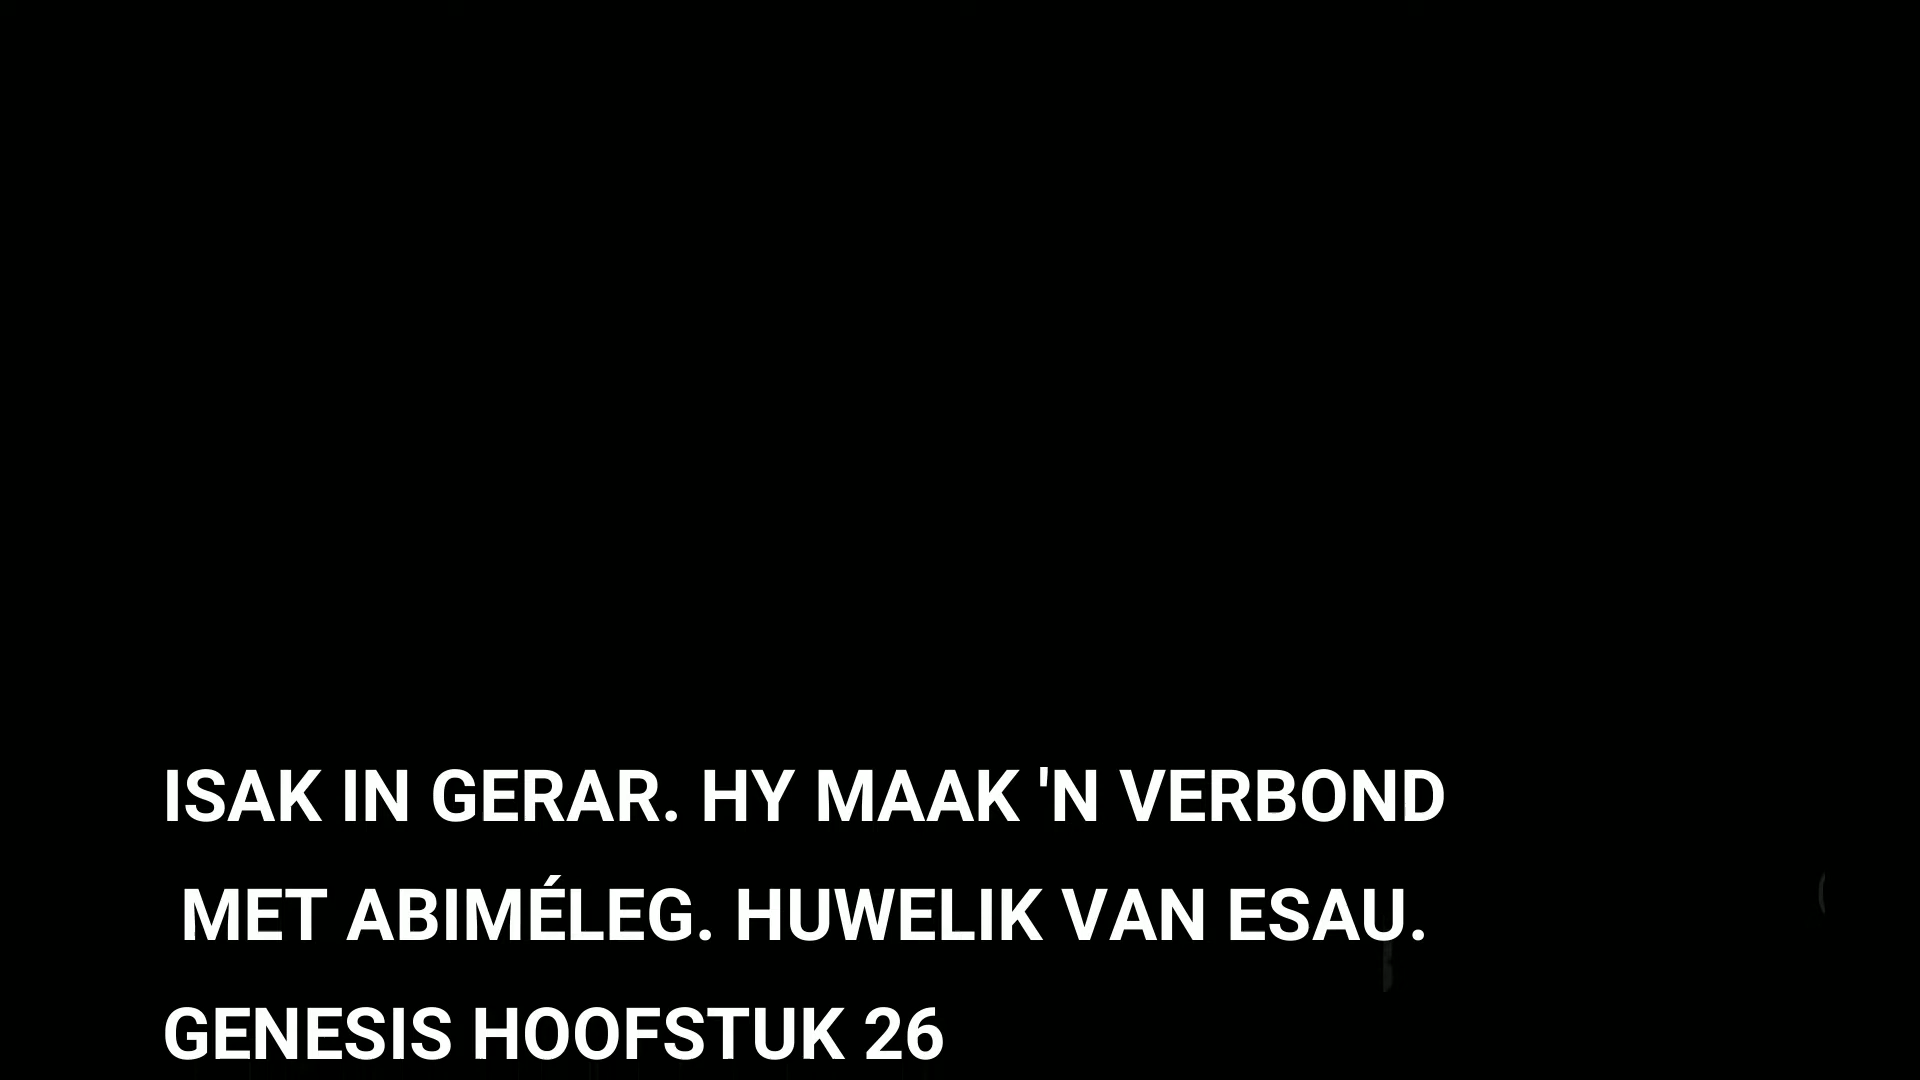 ISAK IN GERAR. HY MAAK 'N VERBOND
MET ABIMÉLEG. HUWELIK VAN ESAU.
GENESIS HOOFSTUK 26